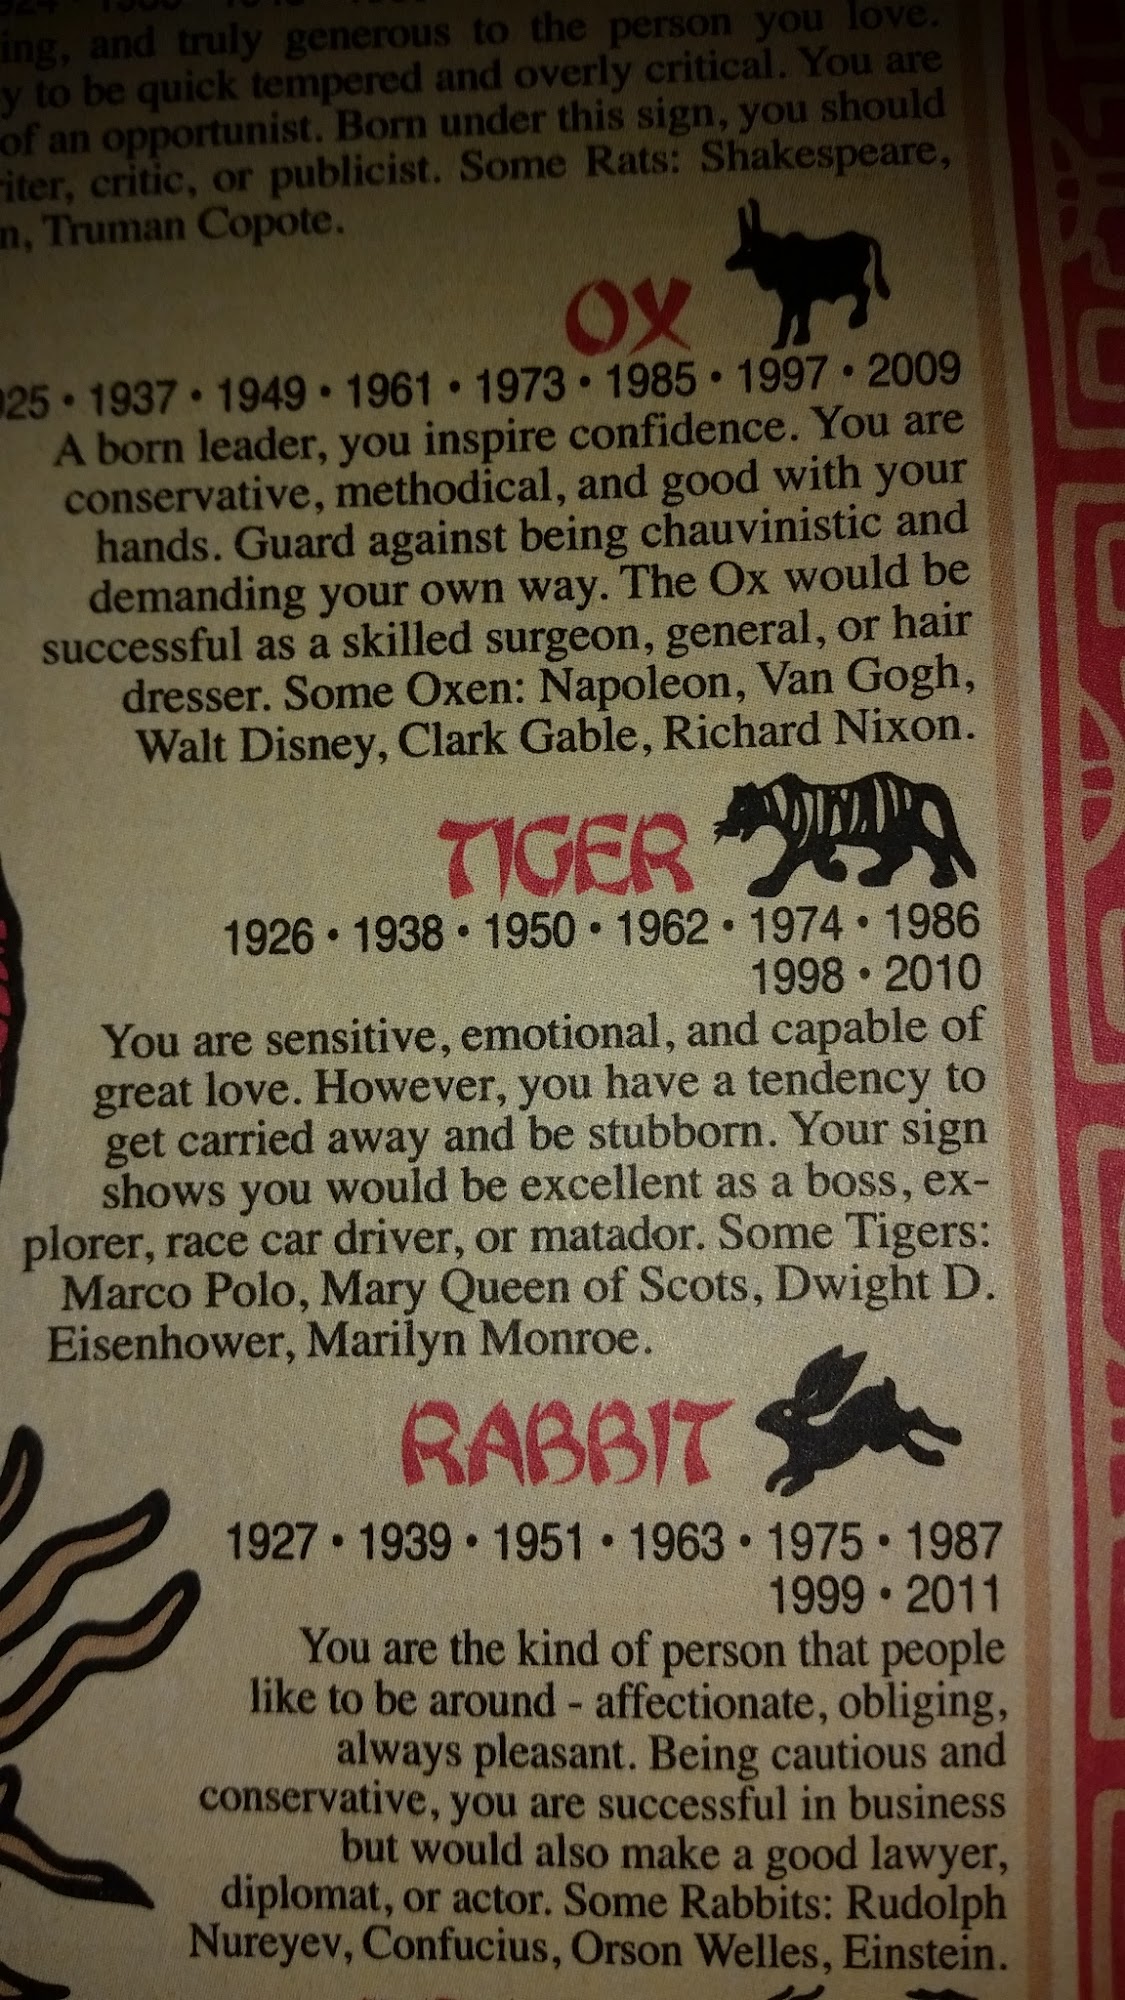 ing, and truly generous to the person you love.
y to be quick tempered and overly critical. You are
of an opportunist. Born under this sign, you should
riter, critic, or publicist. Some Rats: Shakespeare,
n, Truman Copote.
OX
925 • 1937 • 1949 • 1961 • 1973 • 1985 • 1997 • 2009
A born leader, you inspire confidence. You are
conservative, methodical, and good with your
hands. Guard against being chauvinistic and
demanding your own way. The Ox would be
successful as a skilled surgeon, general, or hair
dresser. Some Oxen: Napoleon, Van Gogh,
Walt Disney, Clark Gable, Richard Nixon.
TIGER
1926 • 1938 • 1950 • 1962 • 1974 • 1986
1998 • 2010
You are sensitive, emotional, and capable of
great love. However, you have a tendency to
get carried away and be stubborn. Your sign
shows you would be excellent as a boss, ex-
plorer, race car driver, or matador. Some Tigers:
Marco Polo, Mary Queen of Scots, Dwight D.
Eisenhower, Marilyn Monroe.
RABBIT
1927 • 1939 • 1951 • 1963 • 1975 • 1987
1999 • 2011
You are the kind of person that people
like to be around - affectionate, obliging,
always pleasant. Being cautious and
conservative, you are successful in business
but would also make a good lawyer,
diplomat, or actor. Some Rabbits: Rudolph
Nureyev, Confucius, Orson Welles, Einstein.